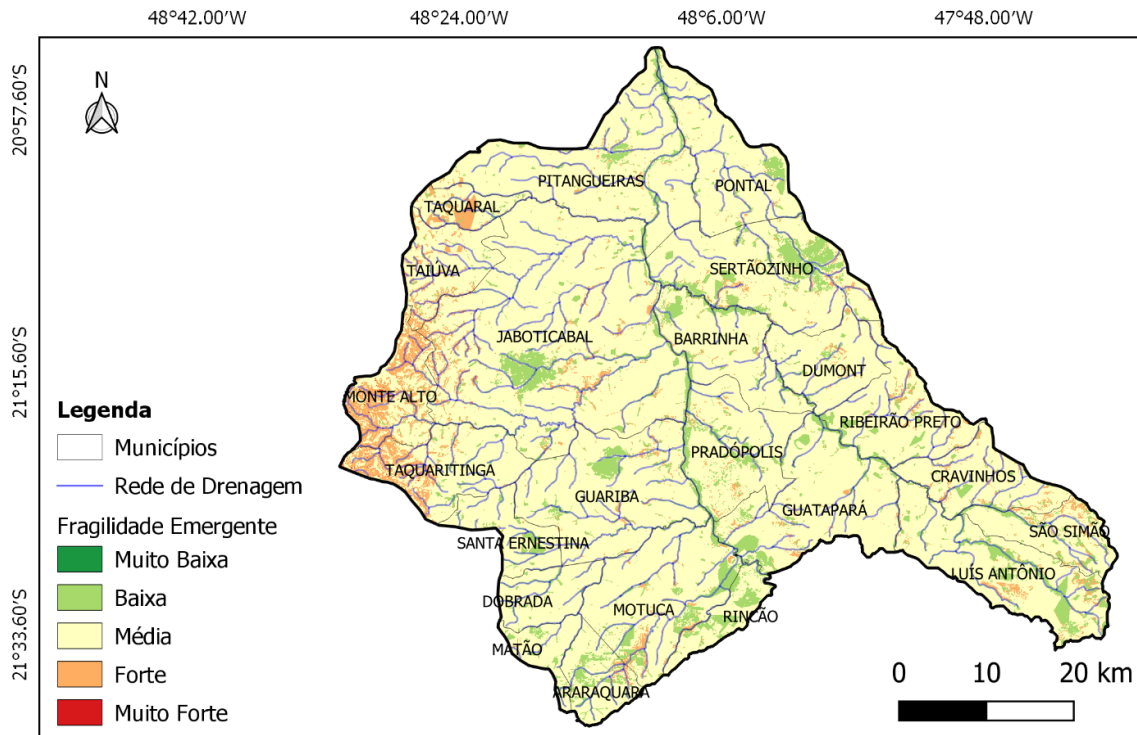 48°42.00'W 48°24.00'W 48°6.00'W 47°48.00'W
20°57.60'S
N
PITANGUEIRAS
PONTAL
TAQUARAL
TAIÚVA
SERTÃOZINHO
JABOTICABAL
BARRINHA
21°15.60'S
DUMONT
MONTE ALTO
RIBEIRÃO PRETO
PRADÓPOLIS
TAQUARITINGÁ
CRAVINHOS
GUARIBA
GUATAPARÁ
SÃO SIMÃO
SANTA ERNESTINA
LUÍS ANTÔNIO
DOBRADA
MOTUCA
RINCÃO
21°33.60'S
MATÃO
ARARAQUARA
Legenda
Municípios
Rede de Drenagem
Fragilidade Emergente
Muito Baixa
Baixa
Média
Forte
Muito Forte
0 10 20 km